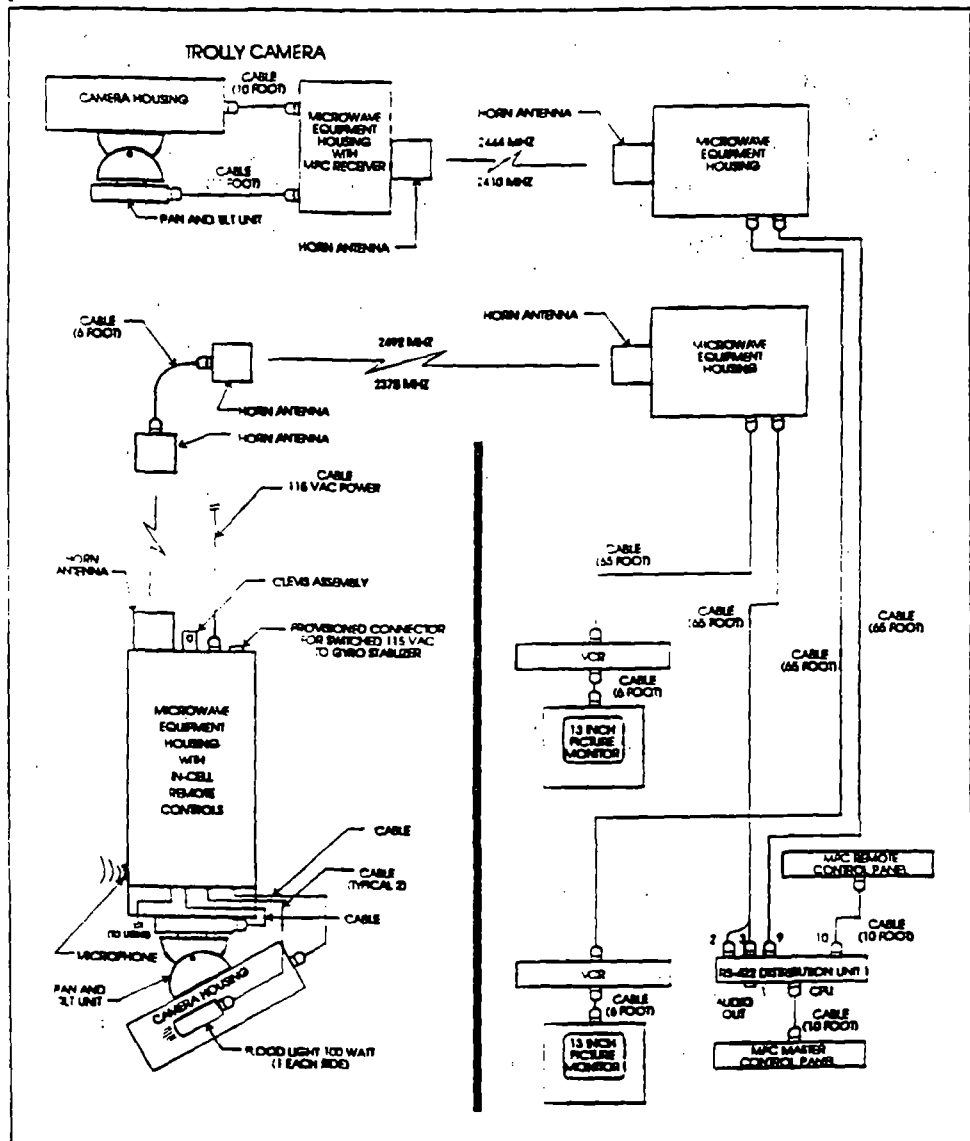 TROLLY CAMERA
CABLE
(10 FOOT)
CAMERA HOUSING
MICROWAVE
EQUIPMENT
HOUSING
WITH
MPC RECEIVER
HORN ANTENNA
2444 MHZ
2410 MHZ
MICROWAVE
EQUIPMENT
HOUSING
CABLE
FOOT)
PAN AND TILT UNIT
HORN ANTENNA
CABLE
(6 FOOT)
HORN ANTENNA
2492 MHZ
2378 MHZ
MICROWAVE
EQUIPMENT
HOUSING
HORN ANTENNA
HORN ANTENNA
CABLE
115 VAC POWER
HORN
ANTENNA
CLEVIS ASSEMBLY
PROVISIONED CONNECTOR
FOR SWITCHED 115 VAC
TO GYRO STABLIZER
CABLE
(65 FOOT)
CABLE
(65 FOOT)
CABLE
(65 FOOT)
CABLE
(65 FOOT)
VCR
CABLE
(6 FOOT)
13 INCH
PICTURE
MONITOR
MICROWAVE
EQUIPMENT
HOUSING
WITH
IN-CELL
REMOTE
CONTROLS
CABLE
CABLE
(TYPICAL 2)
CABLE
MICROPHONE
PAN AND
TILT UNIT
CAMERA HOUSING
FLOOD LIGHT 100 WATT
(1 EACH SIDE)
MPC REMOTE
CONTROL PANEL
CABLE
(10 FOOT)
2
3
9
10
RS-422 DISTRIBUTION UNIT
CPU
AUDIO
OUT
CABLE
(10 FOOT)
MPC MASTER
CONTROL PANEL
VCR
CABLE
(6 FOOT)
13 INCH
PICTURE
MONITOR